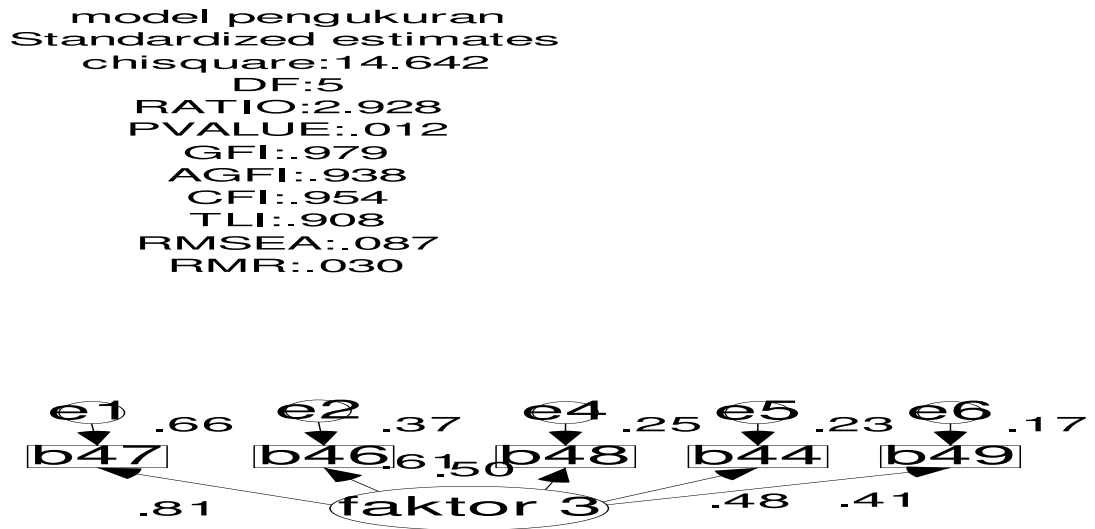 model pengukuran
Standardized estimates
chisquare:14.642
DF:5
RATIO:2.928
PVALUE:.012
GFI:.979
AGFI:.938
CFI:.954
TLI:.908
RMSEA:.087
RMR:.030
e1 e2 e4 e5 e6
.66 .37 .25 .23 .17
b47 b46 b48 b44 b49
.61 .50
.81 faktor 3 .48 .41